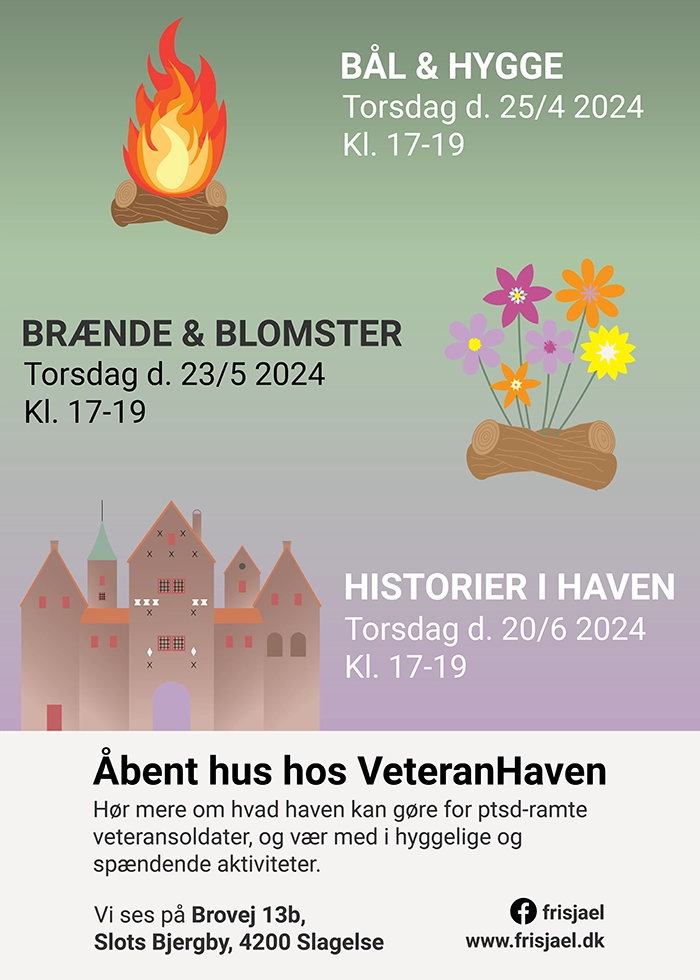 BÅL & HYGGE
Torsdag d. 25/4 2024
Kl. 17-19
BRÆNDE & BLOMSTER
Torsdag d. 23/5 2024
Kl. 17-19
HISTORIER I HAVEN
Torsdag d. 20/6 2024
Kl. 17-19
Åbent hus hos VeteranHaven
Hør mere om hvad haven kan gøre for ptsd-ramte
veteransoldater, og vær med i hyggelige og
spændende aktiviteter.
Vi ses på Brovej 13b,
Slots Bjergby, 4200 Slagelse
frisjael
www.frisjael.dk